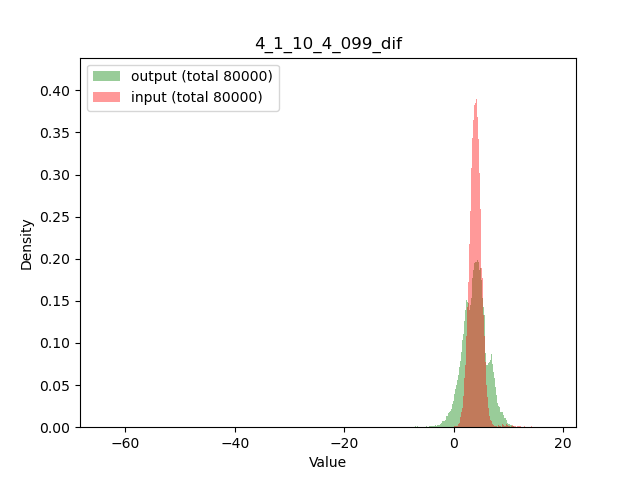 4_1_10_4_099_dif
output (total 80000)
input (total 80000)
0.40
0.35
0.30
0.25
0.20
0.15
0.10
0.05
0.00
Density
−60 −40 −20 0 20
Value